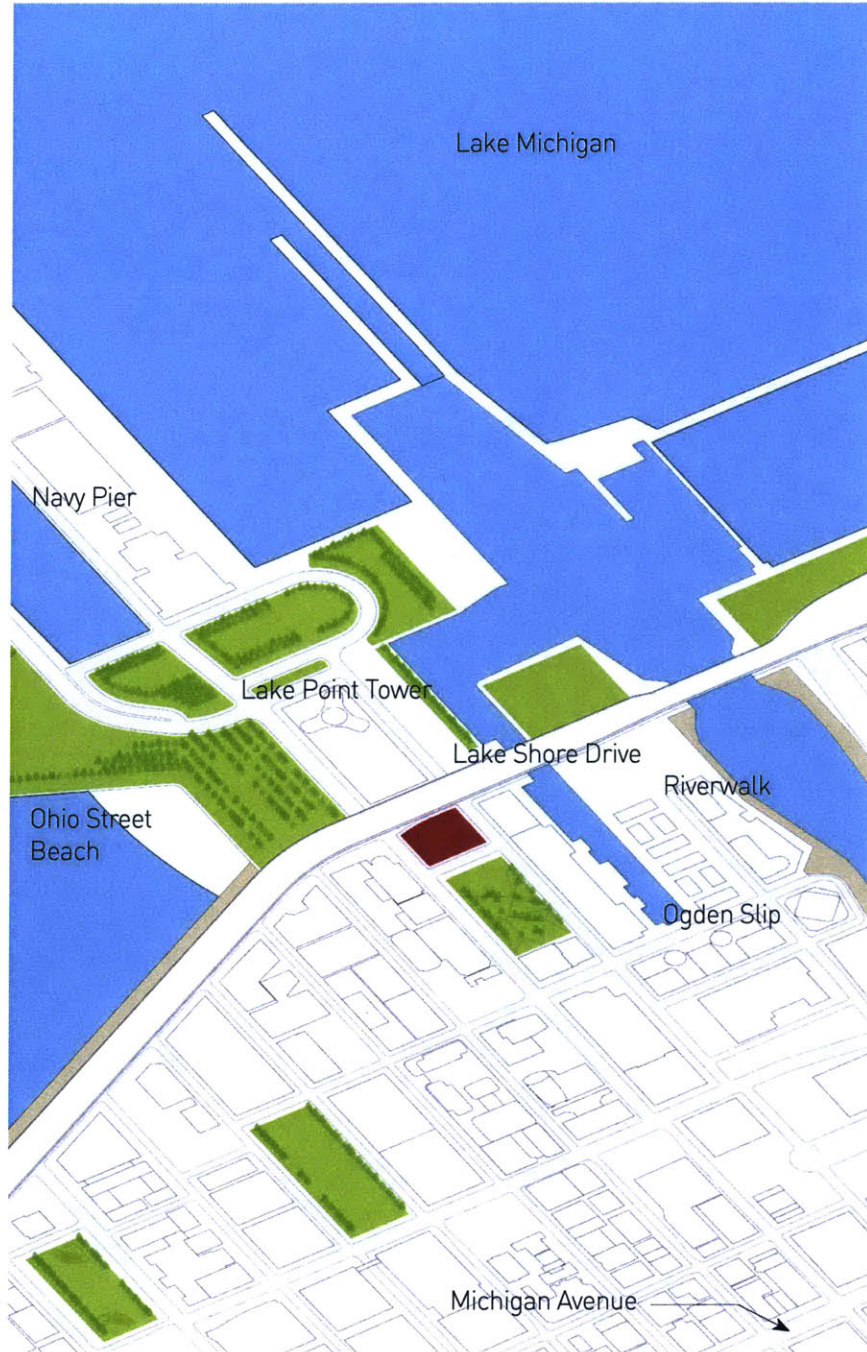 Lake Michigan
Navy Pier
Lake Point Tower
Lake Shore Drive
Riverwalk
Ohio Street
Beach
Ogden Slip
Michigan Avenue